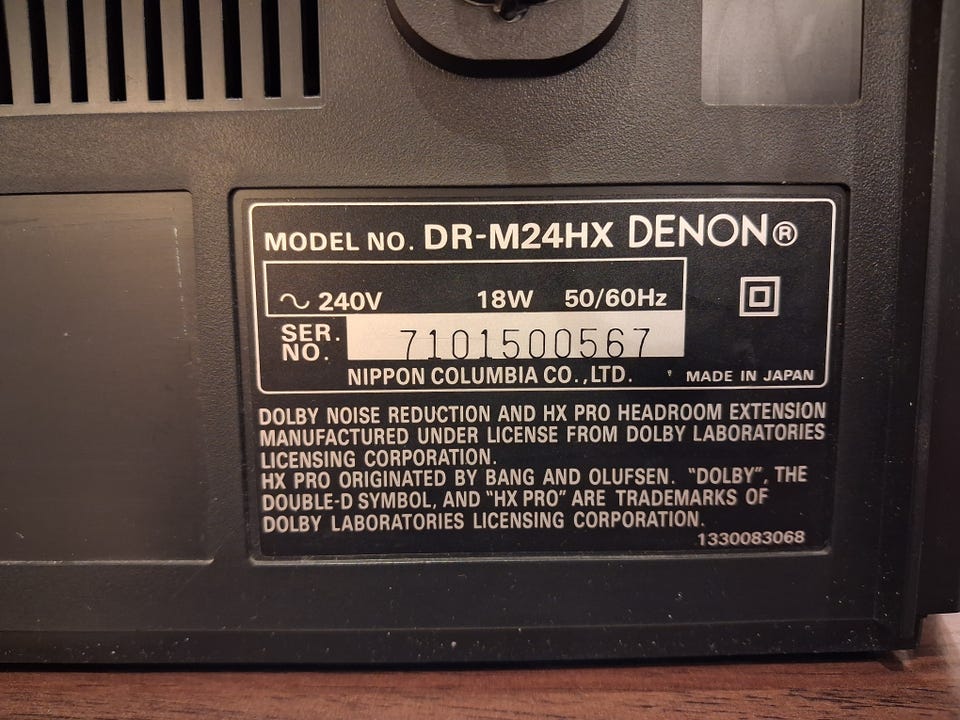 MODEL NO. DR-M24HX DENON®
∿ 240V 18W 50/60Hz
SER. NO. 7101500567
NIPPON COLUMBIA CO.,LTD. MADE IN JAPAN
DOLBY NOISE REDUCTION AND HX PRO HEADROOM EXTENSION
MANUFACTURED UNDER LICENSE FROM DOLBY LABORATORIES
LICENSING CORPORATION.
HX PRO ORIGINATED BY BANG AND OLUFSEN. "DOLBY", THE
DOUBLE-D SYMBOL, AND "HX PRO" ARE TRADEMARKS OF
DOLBY LABORATORIES LICENSING CORPORATION.
1330083068